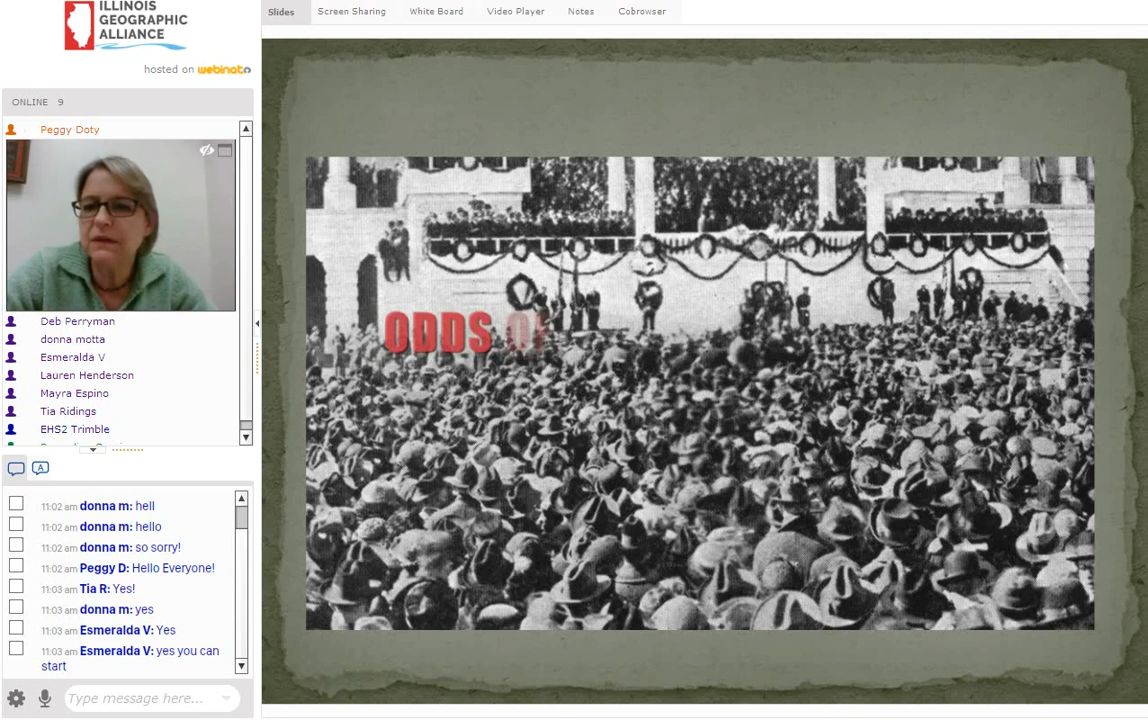 ILLINOIS
GEOGRAPHIC
ALLIANCE
hosted on webinato
ONLINE 9
Peggy Doty
Deb Perryman
donna motta
Esmeralda V
Lauren Henderson
Mayra Espino
Tia Ridings
EHS2 Trimble
A
11:02 am donna m: hell
11:02 am donna m: hello
11:02 am donna m: so sorry!
11:02 am Peggy D: Hello Everyone!
11:03 am Tia R: Yes!
11:03 am donna m: yes
11:03 am Esmeralda V: Yes
11:03 am Esmeralda V: yes you can
start
Type message here...
Slides Screen Sharing White Board Video Player Notes Cobrowser
ODDS